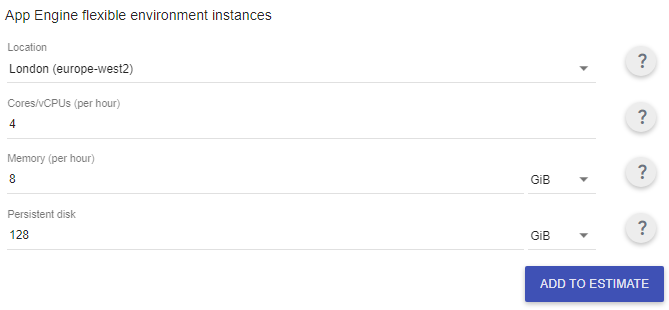 App Engine flexible environment instances
Location
London (europe-west2)
?
Cores/vCPUs (per hour)
4
?
Memory (per hour)
8 GiB
?
Persistent disk
128 GiB
?
ADD TO ESTIMATE